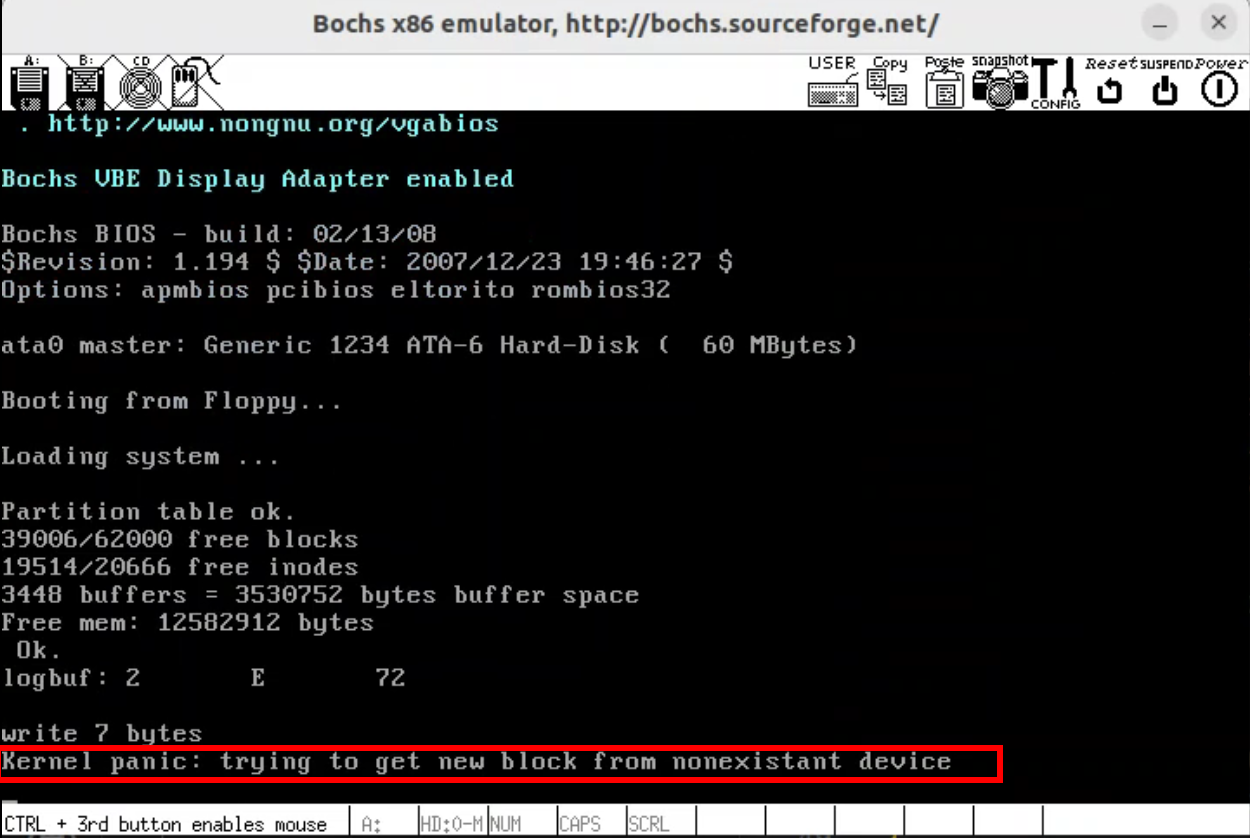 Bochs x86 emulator, http://bochs.sourceforge.net/
A: B: CD USER Copy Paste snapshot CONFIG Reset SUSPEND Power
. http://www.nongnu.org/vgabios
Bochs VBE Display Adapter enabled
Bochs BIOS - build: 02/13/08
$Revision: 1.194 $ $Date: 2007/12/23 19:46:27 $
Options: apmbios pcibios eltorito rombios32
ata0 master: Generic 1234 ATA-6 Hard-Disk (  60 MBytes)
Booting from Floppy...
Loading system ...
Partition table ok.
39006/62000 free blocks
19514/20666 free inodes
3448 buffers = 3530752 bytes buffer space
Free mem: 12582912 bytes
Ok.
logbuf: 2       E       72
write 7 bytes
Kernel panic: trying to get new block from nonexistant device
CTRL + 3rd button enables mouse A: HD:0-M NUM CAPS SCRL